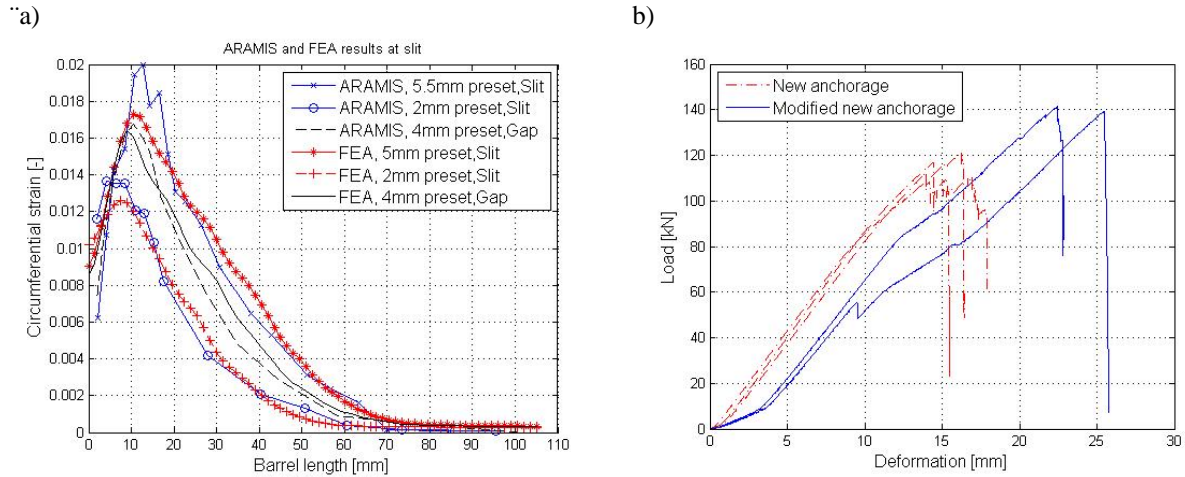 ¨a)
b)
ARAMIS and FEA results at slit
0.02
0.018
0.016
0.014
0.012
0.01
0.008
0.006
0.004
0.002
0
Circumferential strain [-]
ARAMIS, 5.5mm preset,Slit
ARAMIS, 2mm preset,Slit
ARAMIS, 4mm preset,Gap
FEA, 5mm preset,Slit
FEA, 2mm preset,Slit
FEA, 4mm preset,Gap
0 10 20 30 40 50 60 70 80 90 100 110
Barrel length [mm]
160
140
120
100
80
60
40
20
0
Load [kN]
New anchorage
Modified new anchorage
0 5 10 15 20 25 30
Deformation [mm]